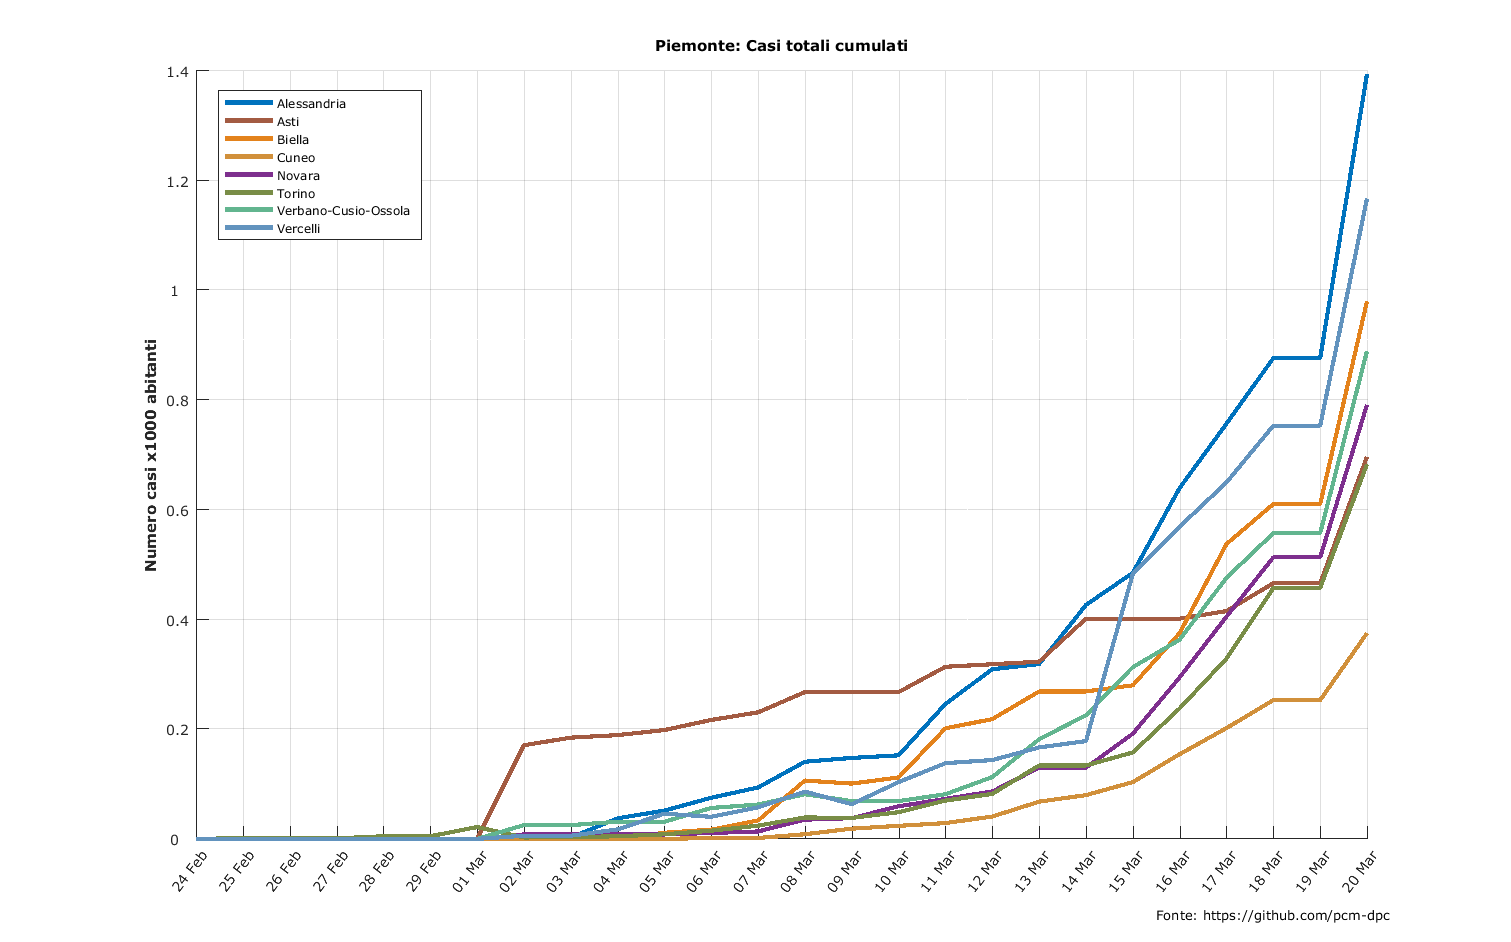 Piemonte: Casi totali cumulati
1.4
1.2
1
0.8
0.6
0.4
0.2
0
Numero casi x1000 abitanti
Alessandria
Asti
Biella
Cuneo
Novara
Torino
Verbano-Cusio-Ossola
Vercelli
24 Feb
25 Feb
26 Feb
27 Feb
28 Feb
29 Feb
01 Mar
02 Mar
03 Mar
04 Mar
05 Mar
06 Mar
07 Mar
08 Mar
09 Mar
10 Mar
11 Mar
12 Mar
13 Mar
14 Mar
15 Mar
16 Mar
17 Mar
18 Mar
19 Mar
20 Mar
Fonte: https://github.com/pcm-dpc